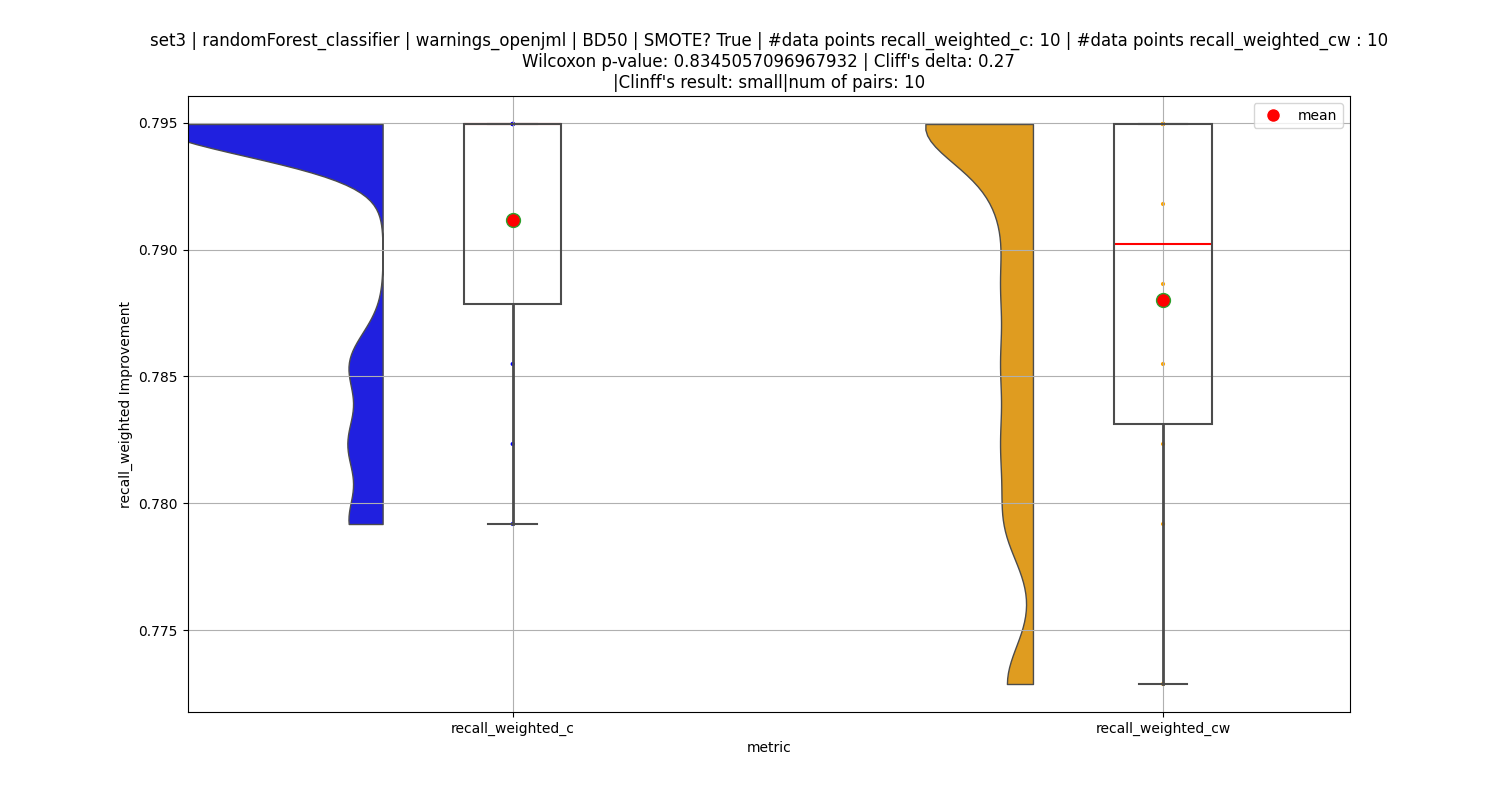 set3 | randomForest_classifier | warnings_openjml | BD50 | SMOTE? True | #data points recall_weighted_c: 10 | #data points recall_weighted_cw : 10
Wilcoxon p-value: 0.8345057096967932 | Cliff's delta: 0.27
|Clinff's result: small|num of pairs: 10
mean
0.795
0.790
0.785
0.780
0.775
recall_weighted Improvement
recall_weighted_c
recall_weighted_cw
metric